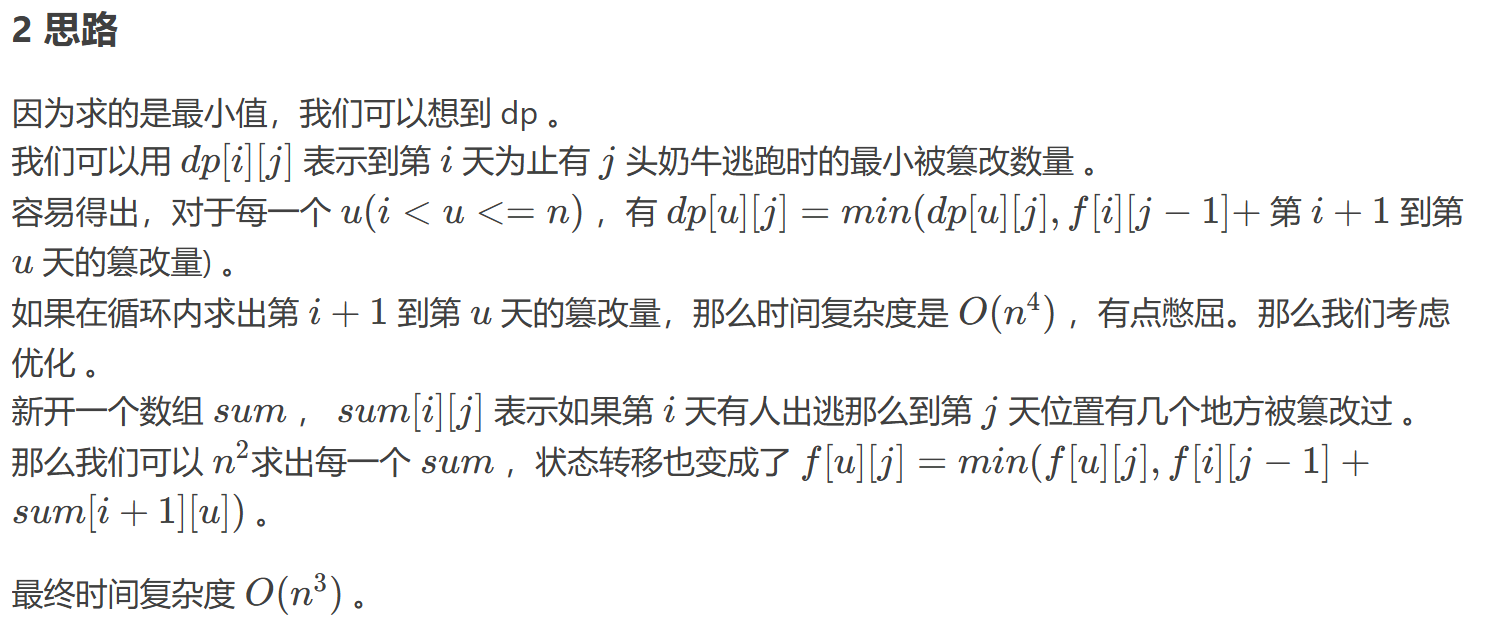 2 思路
因为求的是最小值，我们可以想到 dp 。
我们可以用 dp[i][j] 表示到第 i 天为止有 j 头奶牛逃跑时的最小被篡改数量 。
容易得出，对于每一个 u(i < u <= n) ，有 dp[u][j] = min(dp[u][j], f[i][j − 1]+ 第 i + 1 到第
u 天的篡改量) 。
如果在循环内求出第 i + 1 到第 u 天的篡改量，那么时间复杂度是 O(n⁴) ，有点憋屈。那么我们考虑
优化 。
新开一个数组 sum ， sum[i][j] 表示如果第 i 天有人出逃那么到第 j 天位置有几个地方被篡改过 。
那么我们可以 n²求出每一个 sum ，状态转移也变成了 f[u][j] = min(f[u][j], f[i][j − 1] +
sum[i + 1][u]) 。
最终时间复杂度 O(n³) 。